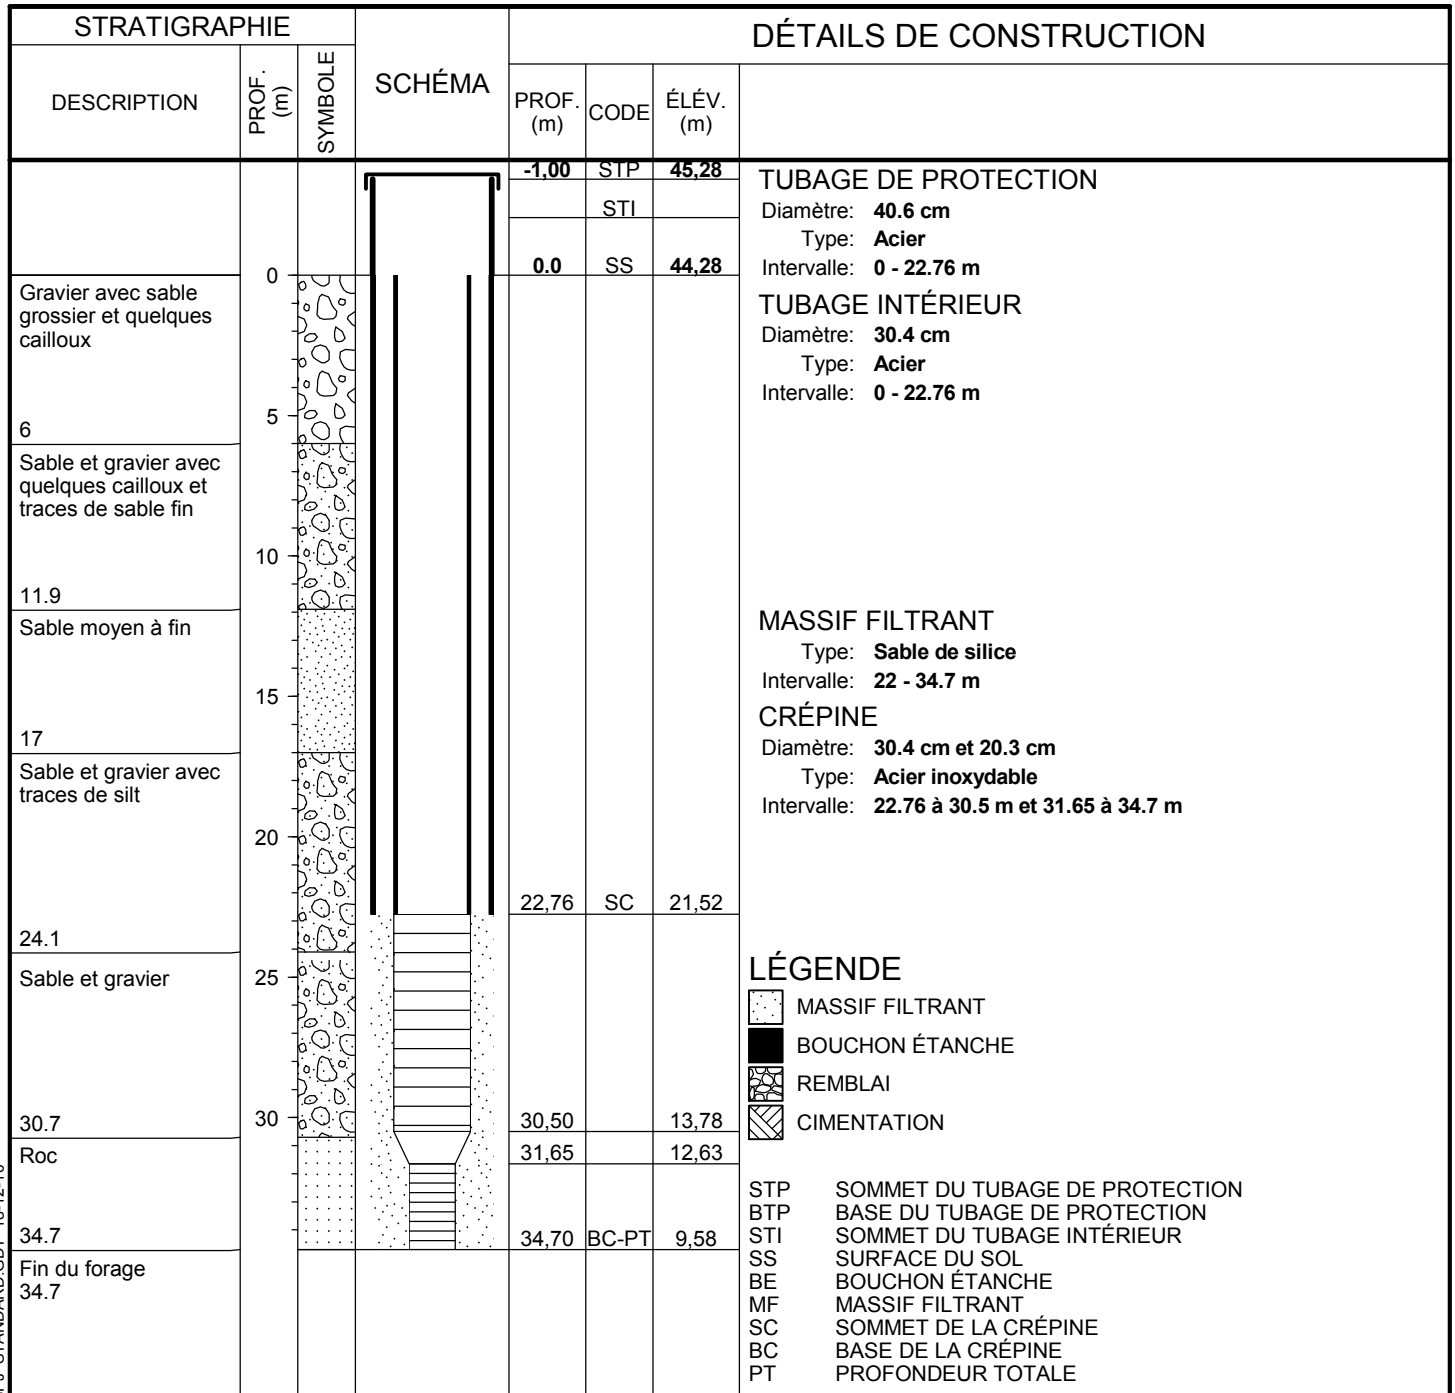 STRATIGRAPHIE
DESCRIPTION
PROF. (m)
SYMBOLE
SCHÉMA
DÉTAILS DE CONSTRUCTION
PROF. (m)
CODE
ÉLÉV. (m)
-1,00 STP 45,28
STI
0.0 SS 44,28
22,76 SC 21,52
30,50 13,78
31,65 12,63
34,70 BC-PT 9,58
Gravier avec sable
grossier et quelques
cailloux
6
Sable et gravier avec
quelques cailloux et
traces de sable fin
11.9
Sable moyen à fin
17
Sable et gravier avec
traces de silt
24.1
Sable et gravier
30.7
Roc
34.7
Fin du forage
34.7
0
5
10
15
20
25
30
TUBAGE DE PROTECTION
Diamètre: 40.6 cm
Type: Acier
Intervalle: 0 - 22.76 m
TUBAGE INTÉRIEUR
Diamètre: 30.4 cm
Type: Acier
Intervalle: 0 - 22.76 m
MASSIF FILTRANT
Type: Sable de silice
Intervalle: 22 - 34.7 m
CRÉPINE
Diamètre: 30.4 cm et 20.3 cm
Type: Acier inoxydable
Intervalle: 22.76 à 30.5 m et 31.65 à 34.7 m
LÉGENDE
MASSIF FILTRANT
BOUCHON ÉTANCHE
REMBLAI
CIMENTATION
STP SOMMET DU TUBAGE DE PROTECTION
BTP BASE DU TUBAGE DE PROTECTION
STI SOMMET DU TUBAGE INTÉRIEUR
SS SURFACE DU SOL
BE BOUCHON ÉTANCHE
MF MASSIF FILTRANT
SC SOMMET DE LA CRÉPINE
BC BASE DE LA CRÉPINE
PT PROFONDEUR TOTALE